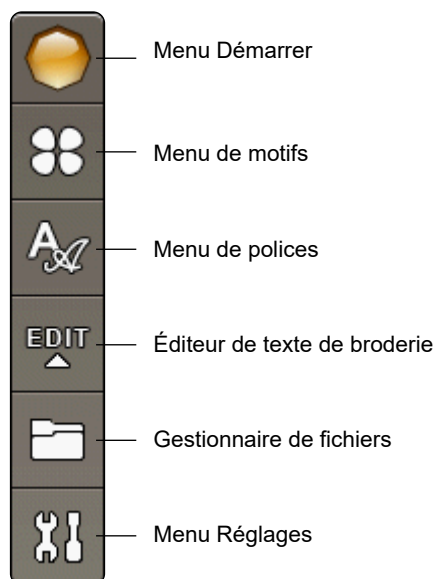 Menu Démarrer
Menu de motifs
A A
Menu de polices
EDIT
Éditeur de texte de broderie
Gestionnaire de fichiers
Menu Réglages